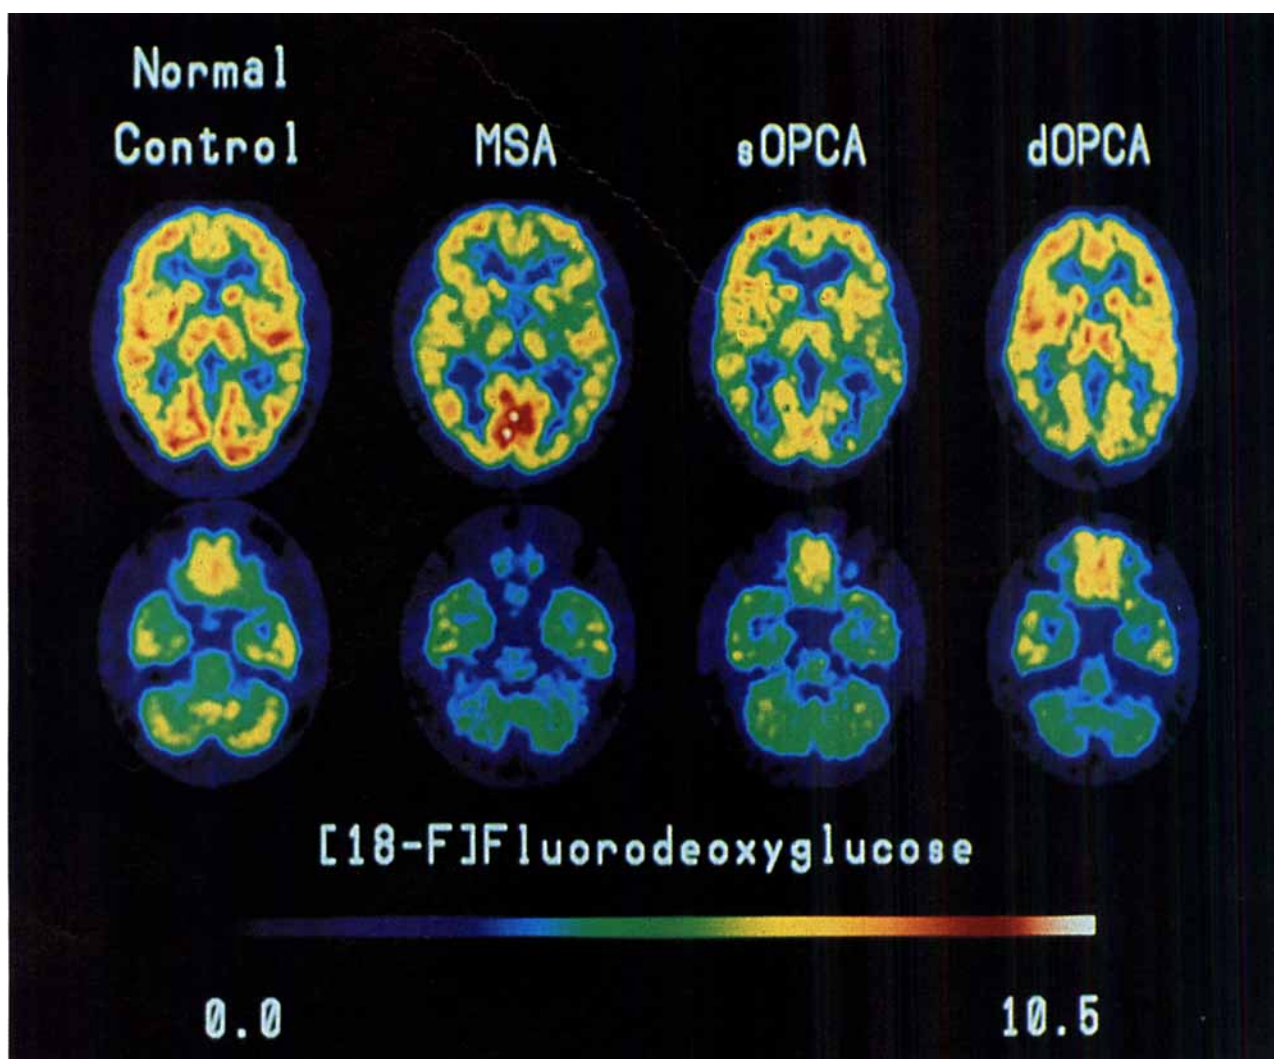 Normal
Control
MSA
sOPCA
dOPCA
[18-F]Fluorodeoxyglucose
0.0
10.5